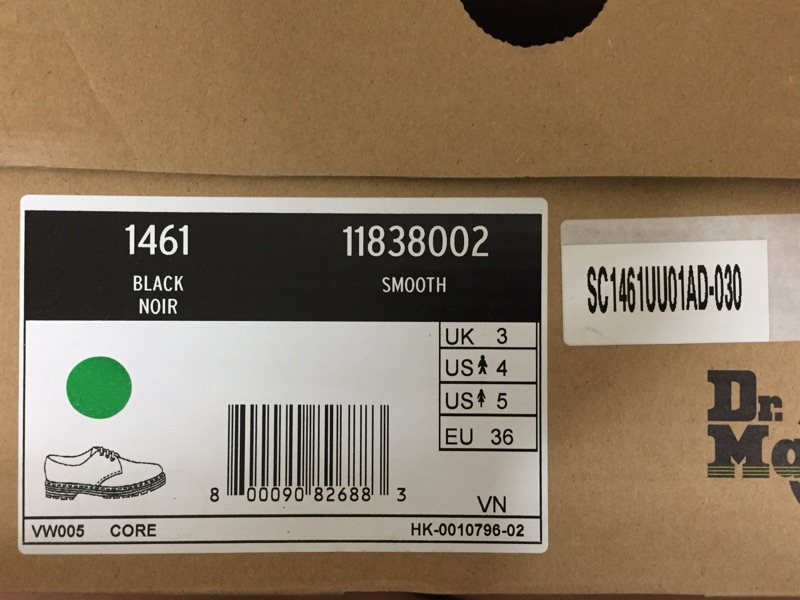 1461
11838002
BLACK
NOIR
SMOOTH
UK 3
US 4
US 5
EU 36
8 00090 82688 3
VN
VW005 CORE
HK-0010796-02
SC1461UU01AD-030
Dr.